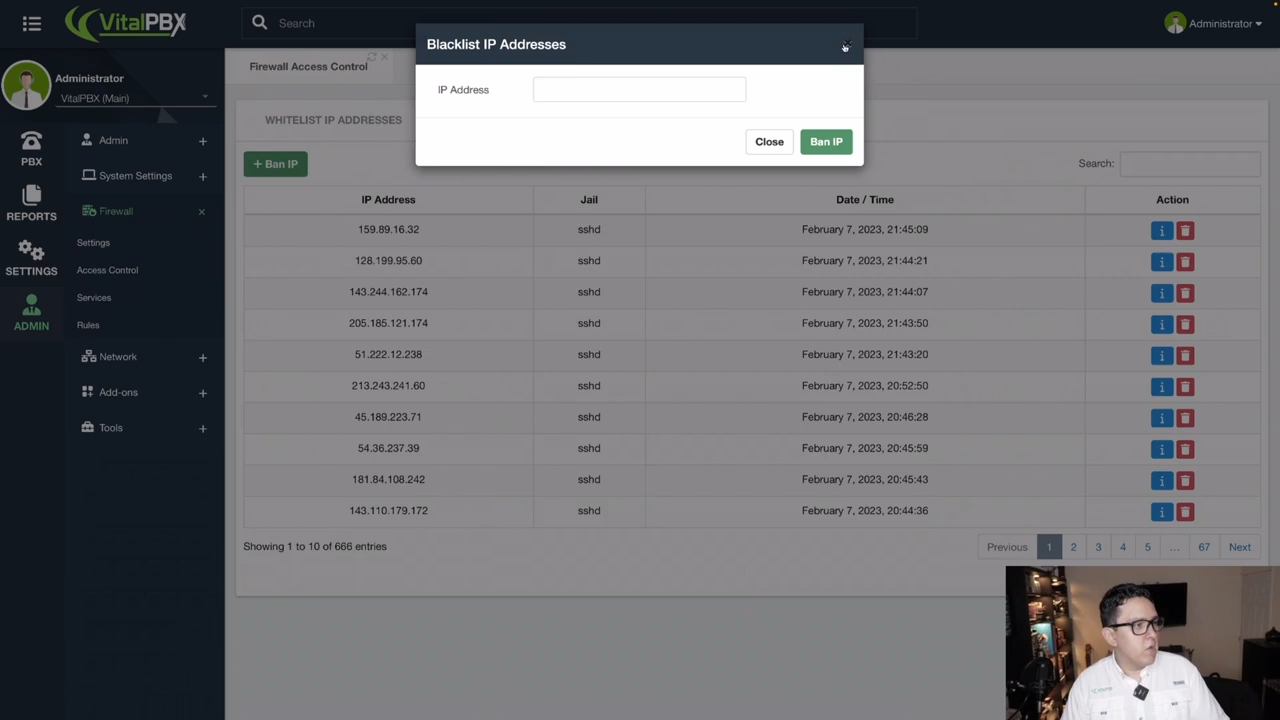 VitalPBX
Search
Administrator
Blacklist IP Addresses
IP Address
Close
Ban IP
Administrator
VitalPBX (Main)
PBX
REPORTS
SETTINGS
ADMIN
Admin
System Settings
Firewall
Settings
Access Control
Services
Rules
Network
Add-ons
Tools
Firewall Access Control
WHITELIST IP ADDRESSES
+ Ban IP
Search:
IP Address Jail Date / Time Action
159.89.16.32 sshd February 7, 2023, 21:45:09
128.199.95.60 sshd February 7, 2023, 21:44:21
143.244.162.174 sshd February 7, 2023, 21:44:07
205.185.121.174 sshd February 7, 2023, 21:43:50
51.222.12.238 sshd February 7, 2023, 21:43:20
213.243.241.60 sshd February 7, 2023, 20:52:50
45.189.223.71 sshd February 7, 2023, 20:46:28
54.36.237.39 sshd February 7, 2023, 20:45:59
181.84.108.242 sshd February 7, 2023, 20:45:43
143.110.179.172 sshd February 7, 2023, 20:44:36
Showing 1 to 10 of 666 entries
Previous 1 2 3 4 5 ... 67 Next